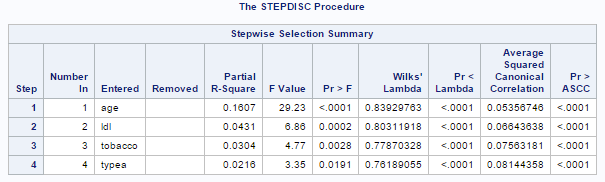 The STEPDISC Procedure
Stepwise Selection Summary
Step Number In Entered Removed Partial R-Square F Value Pr > F Wilks' Lambda Pr < Lambda Average Squared Canonical Correlation Pr > ASCC
1 1 age 0.1607 29.23 <.0001 0.83929763 <.0001 0.05356746 <.0001
2 2 ldl 0.0431 6.86 0.0002 0.80311918 <.0001 0.06643638 <.0001
3 3 tobacco 0.0304 4.77 0.0028 0.77870328 <.0001 0.07563181 <.0001
4 4 typea 0.0216 3.35 0.0191 0.76189055 <.0001 0.08144358 <.0001